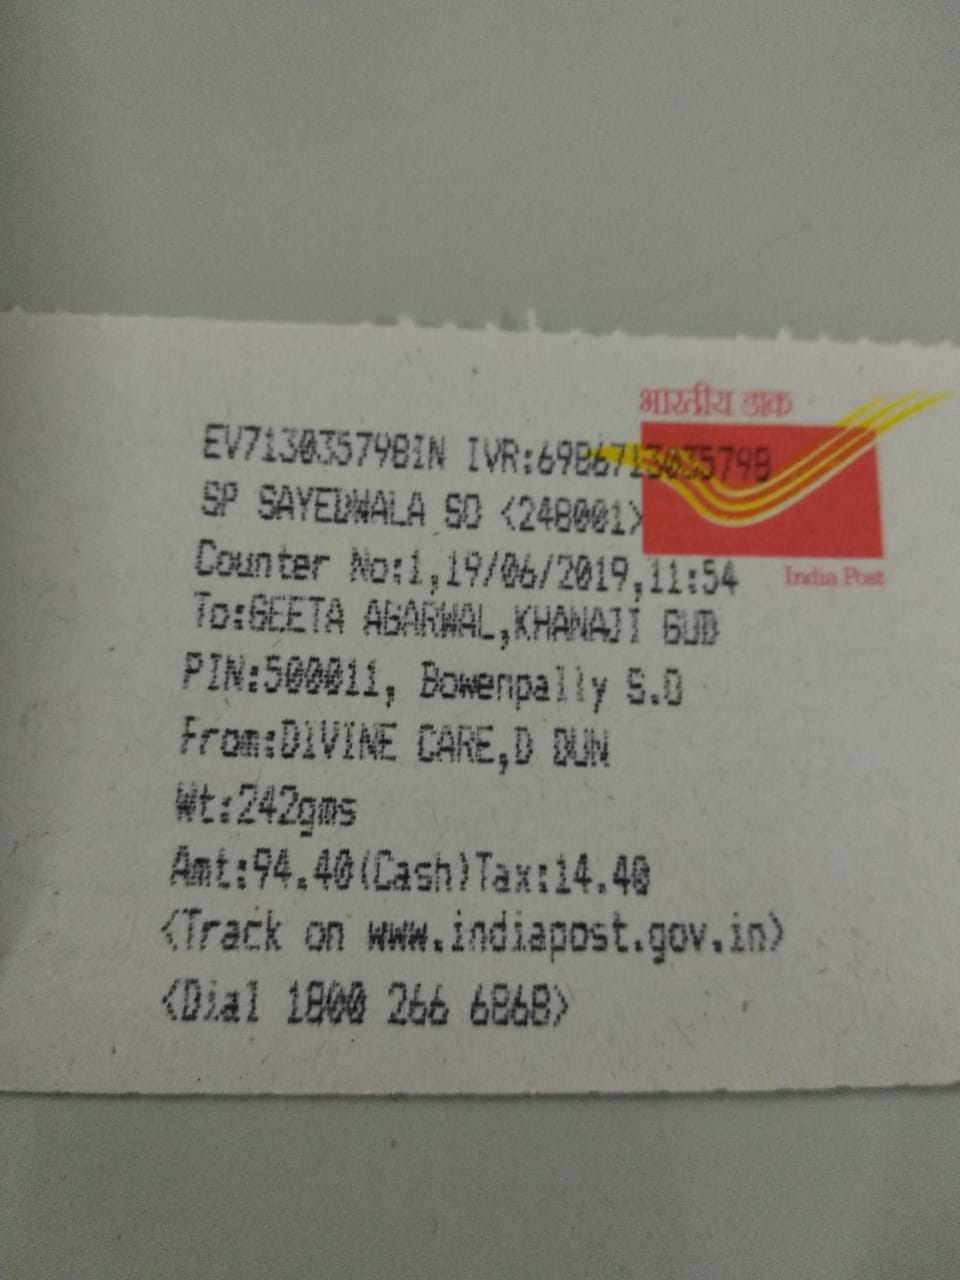 भारतीय डाक
EV713035798IN IVR:6986713035798
SP SAYEDWALA SO <248001>
Counter No:1,19/06/2019,11:54
India Post
To:GEETA AGARWAL,KHANAJI GUD
PIN:500011, Bowenpally S.O
From:DIVINE CARE,D DUN
Wt:242gms
Amt:94.40(Cash)Tax:14.40
<Track on www.indiapost.gov.in>
<Dial 1800 266 6868>